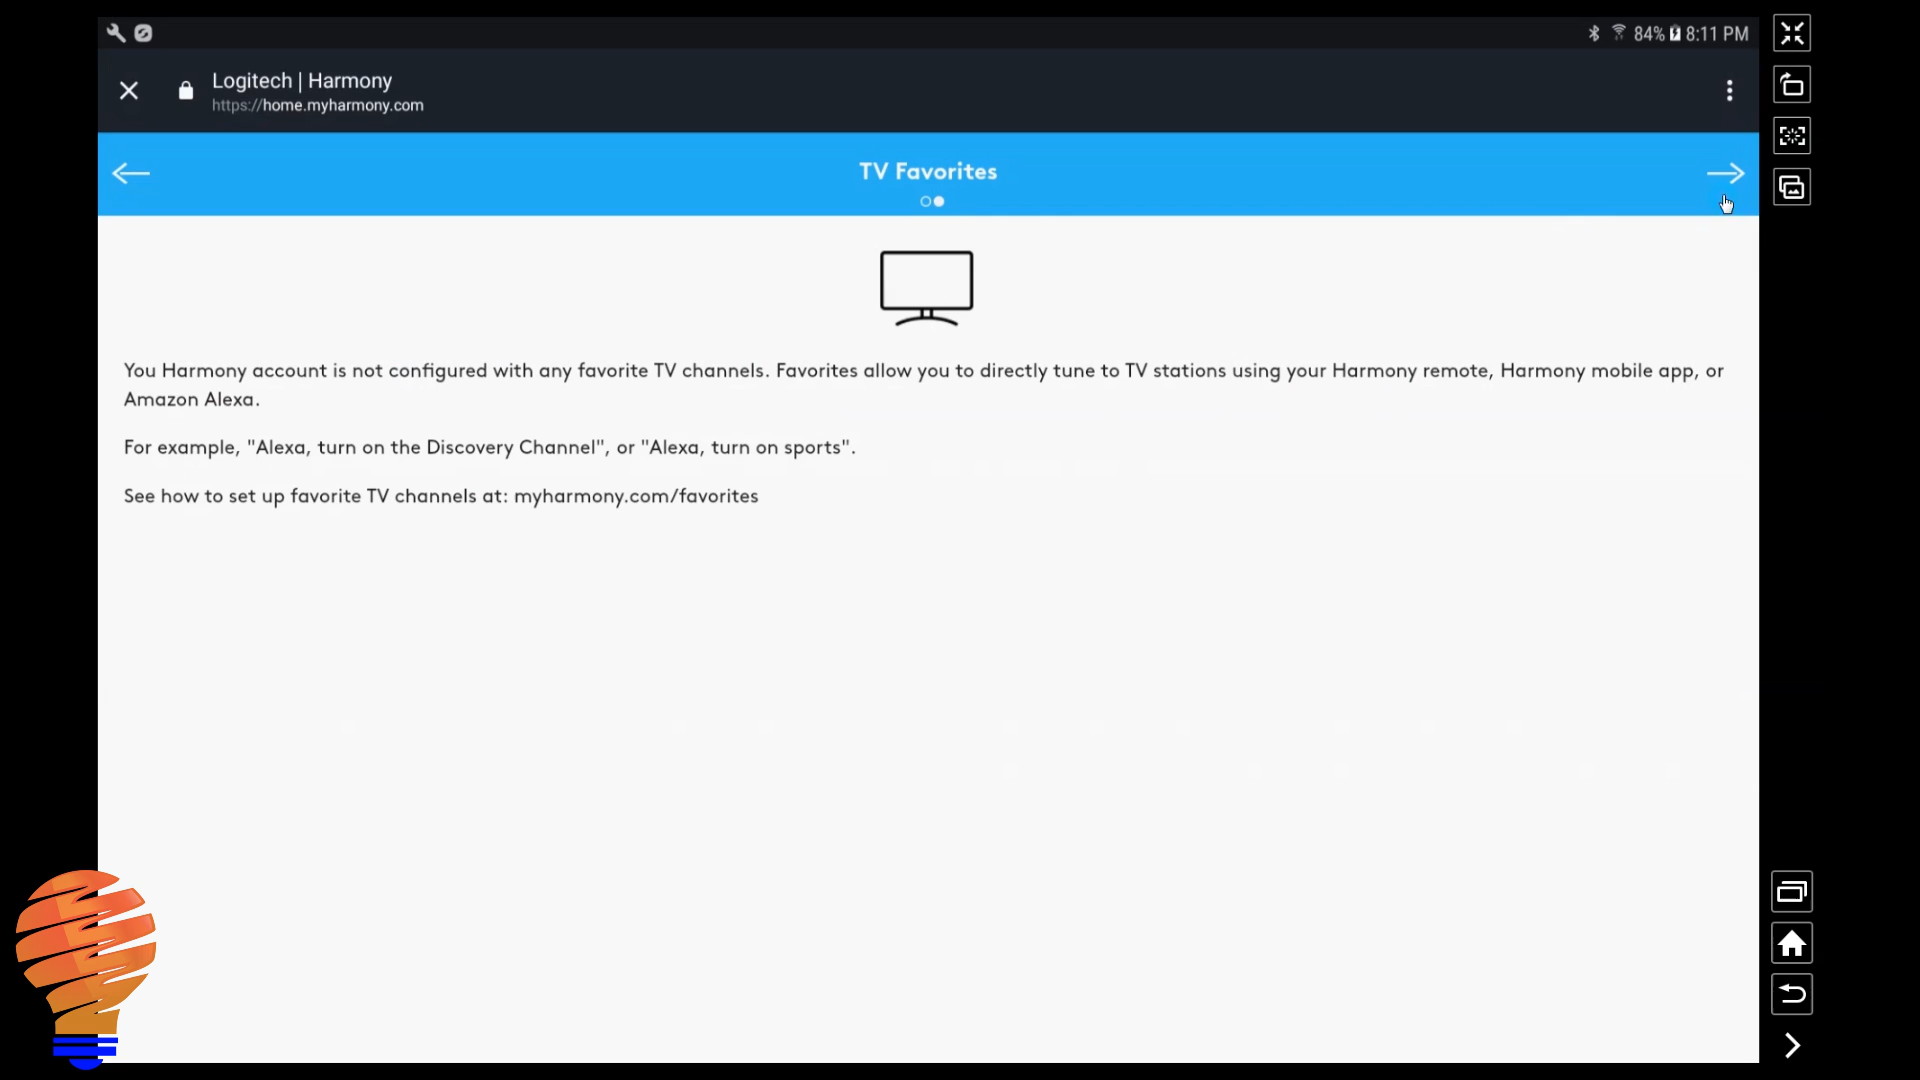 84% 8:11 PM
Logitech | Harmony
https://home.myharmony.com
TV Favorites
You Harmony account is not configured with any favorite TV channels. Favorites allow you to directly tune to TV stations using your Harmony remote, Harmony mobile app, or
Amazon Alexa.
For example, "Alexa, turn on the Discovery Channel", or "Alexa, turn on sports".
See how to set up favorite TV channels at: myharmony.com/favorites